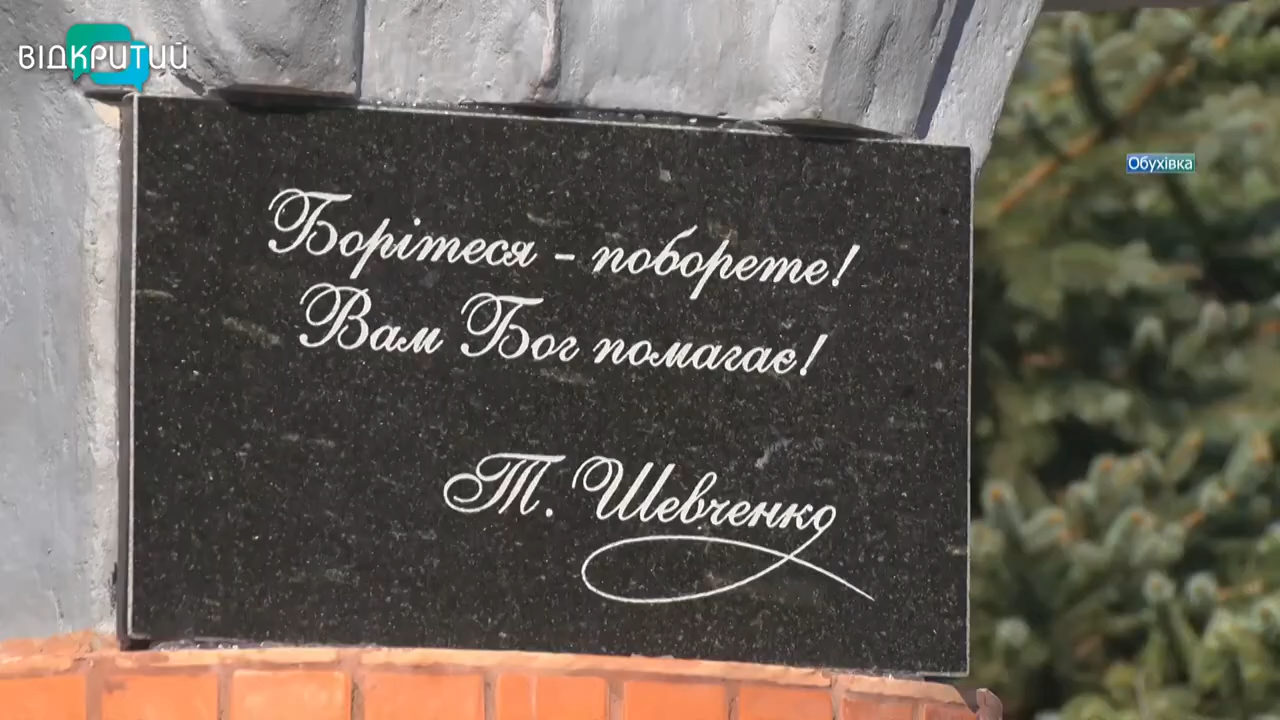 ВІДКРИТИЙ
Обухівка
Борітеся - поборете!
Вам Бог помагає!
Т. Шевченко